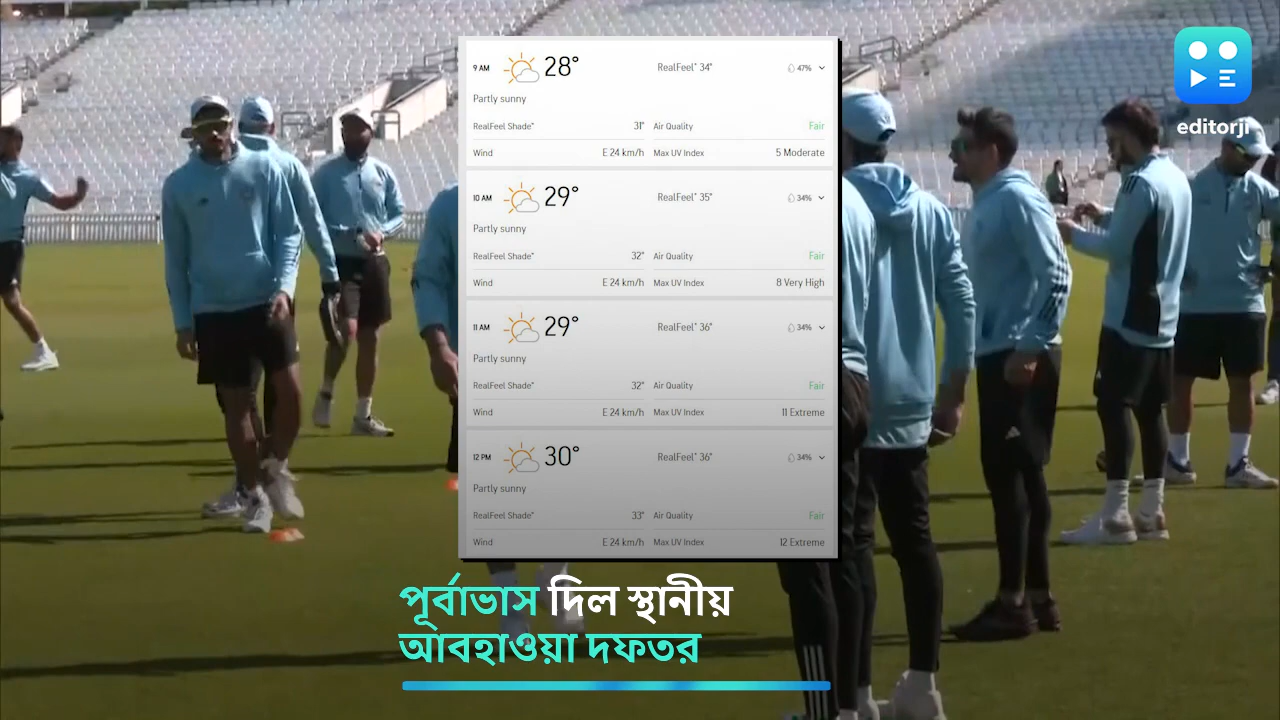 editorji
9 AM 28° RealFeel® 34° 47%
Partly sunny
RealFeel Shade™ 31° Air Quality Fair
Wind E 24 km/h Max UV Index 5 Moderate
10 AM 29° RealFeel® 35° 34%
Partly sunny
RealFeel Shade™ 32° Air Quality Fair
Wind E 24 km/h Max UV Index 8 Very High
11 AM 29° RealFeel® 36° 34%
Partly sunny
RealFeel Shade™ 32° Air Quality Fair
Wind E 24 km/h Max UV Index 11 Extreme
12 PM 30° RealFeel® 36° 34%
Partly sunny
RealFeel Shade™ 33° Air Quality Fair
Wind E 24 km/h Max UV Index 12 Extreme
পূর্বাভাস দিল স্থানীয়
আবহাওয়া দফতর